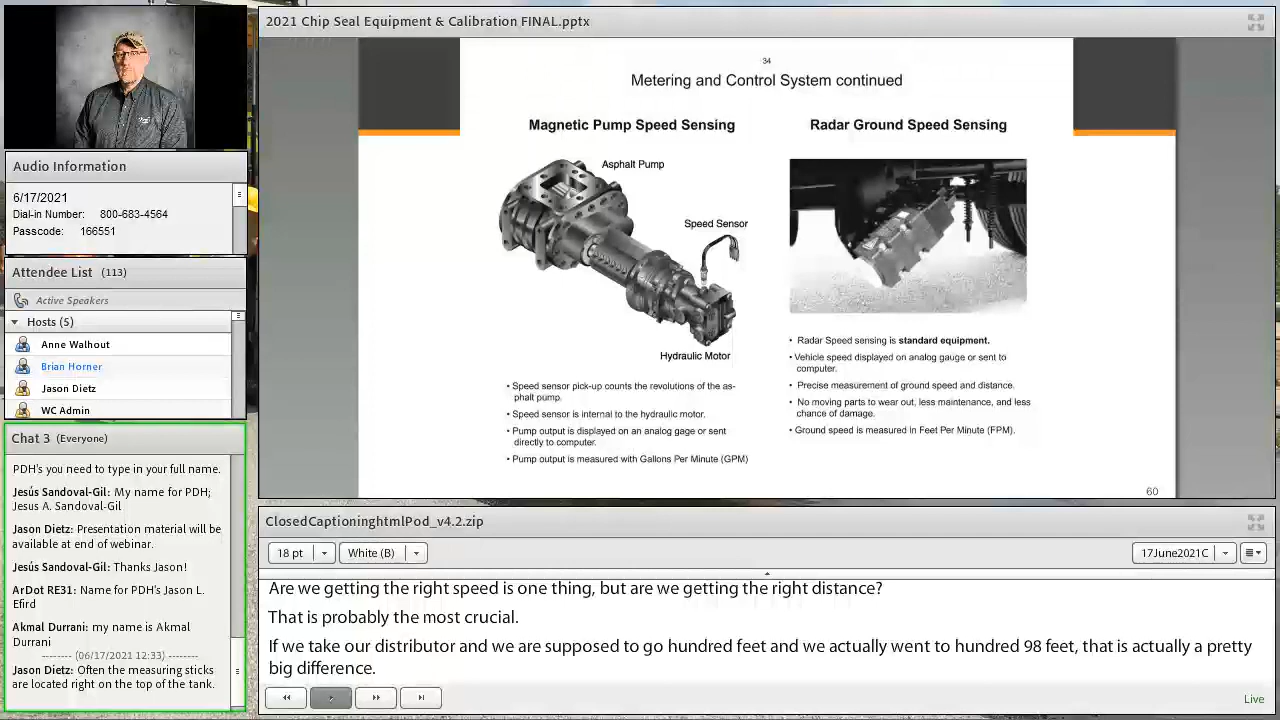 2021 Chip Seal Equipment & Calibration FINAL.pptx
34
Metering and Control System continued
Magnetic Pump Speed Sensing
Asphalt Pump
Speed Sensor
Hydraulic Motor
• Speed sensor pick-up counts the revolutions of the as-
phalt pump.
• Speed sensor is internal to the hydraulic motor.
• Pump output is displayed on an analog gage or sent
directly to computer.
• Pump output is measured with Gallons Per Minute (GPM)
Radar Ground Speed Sensing
• Radar Speed sensing is standard equipment.
• Vehicle speed displayed on analog gauge or sent to
computer.
• Precise measurement of ground speed and distance.
• No moving parts to wear out, less maintenance, and less
chance of damage.
• Ground speed is measured in Feet Per Minute (FPM).
60
Audio Information
6/17/2021
Dial-in Number: 800-683-4564
Passcode: 166551
Attendee List (113)
Active Speakers
Hosts (5)
Anne Walhout
Brian Horner
Jason Dietz
WC Admin
Chat 3 (Everyone)
PDH's you need to type in your full name.
Jesús Sandoval-Gil: My name for PDH;
Jesus A. Sandoval-Gil
Jason Dietz: Presentation material will be
available at end of webinar.
Jesús Sandoval-Gil: Thanks Jason!
ArDot RE31: Name for PDH's Jason L.
Efird
Akmal Durrani: my name is Akmal
Durrani
-------- (06/17/2021 12:33) --------
Jason Dietz: Often the measuring sticks
are located right on the top of the tank.
ClosedCaptioninghtmlPod_v4.2.zip
18 pt
White (B)
17June2021C
Are we getting the right speed is one thing, but are we getting the right distance?
That is probably the most crucial.
If we take our distributor and we are supposed to go hundred feet and we actually went to hundred 98 feet, that is actually a pretty
big difference.
Live